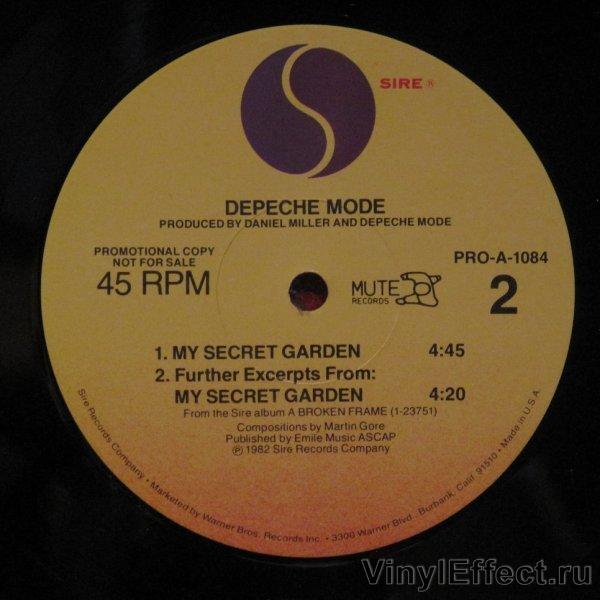 SIRE ®
DEPECHE MODE
PRODUCED BY DANIEL MILLER AND DEPECHE MODE
PROMOTIONAL COPY
NOT FOR SALE
45 RPM
MUTE
RECORDS
PRO-A-1084
2
1. MY SECRET GARDEN 4:45
2. Further Excerpts From:
MY SECRET GARDEN 4:20
From the Sire album A BROKEN FRAME (1-23751)
Compositions by Martin Gore
Published by Emile Music ASCAP
℗ 1982 Sire Records Company
Sire Records Company • Marketed by Warner Bros. Records Inc. • 3300 Warner Blvd., Burbank, Calif. 91510 • Made in U.S.A.
VinylEffect.ru